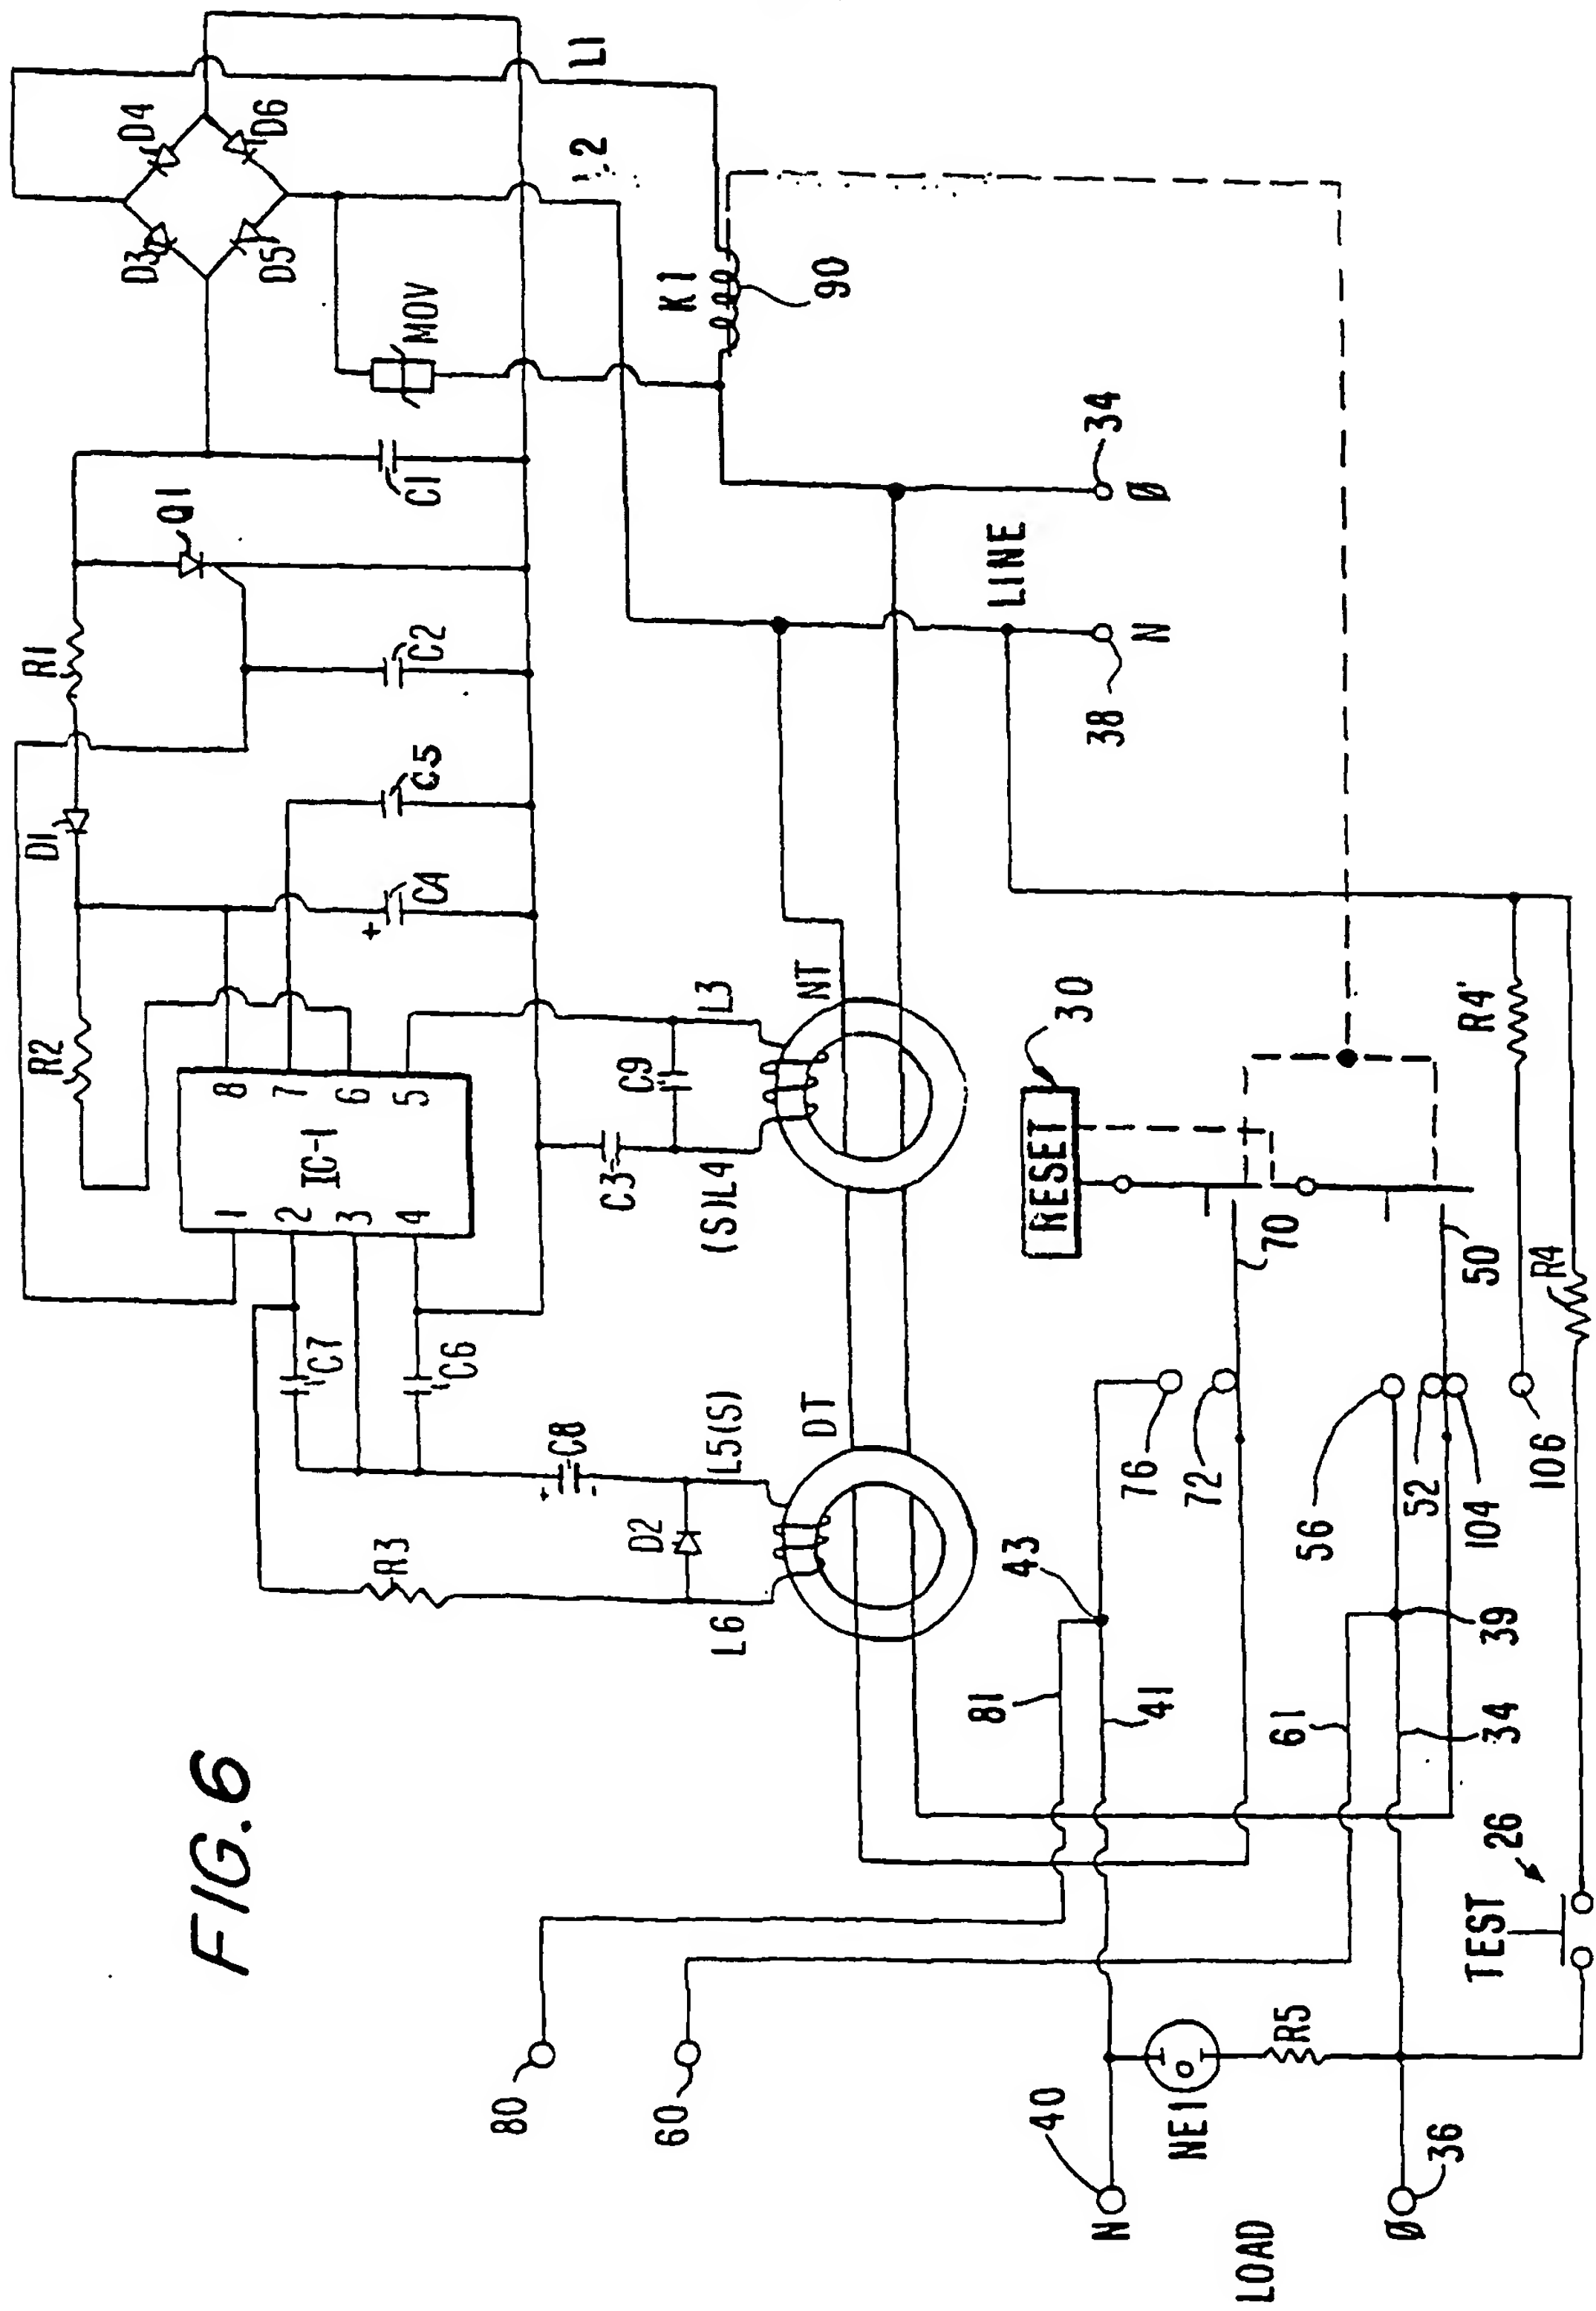 FIG. 6
D4
D6
D3
D5
L1
L2
MOV
K1
90
Q1
C1
R1
C2
D1
C5
C4
R2
8
7
6
5
IC-1
1
2
3
4
C7
C6
C9
C3
L3
(S)L4
NT
34
Ø
LINE
N
38
R3
C8
+
-
+
D2
L5(S)
L6
DT
RESET
30
70
50
R4'
R4
76
72
56
52
104
106
43
39
81
41
61
34
80
60
TEST
26
40
N
NE1
R5
Ø
36
LOAD